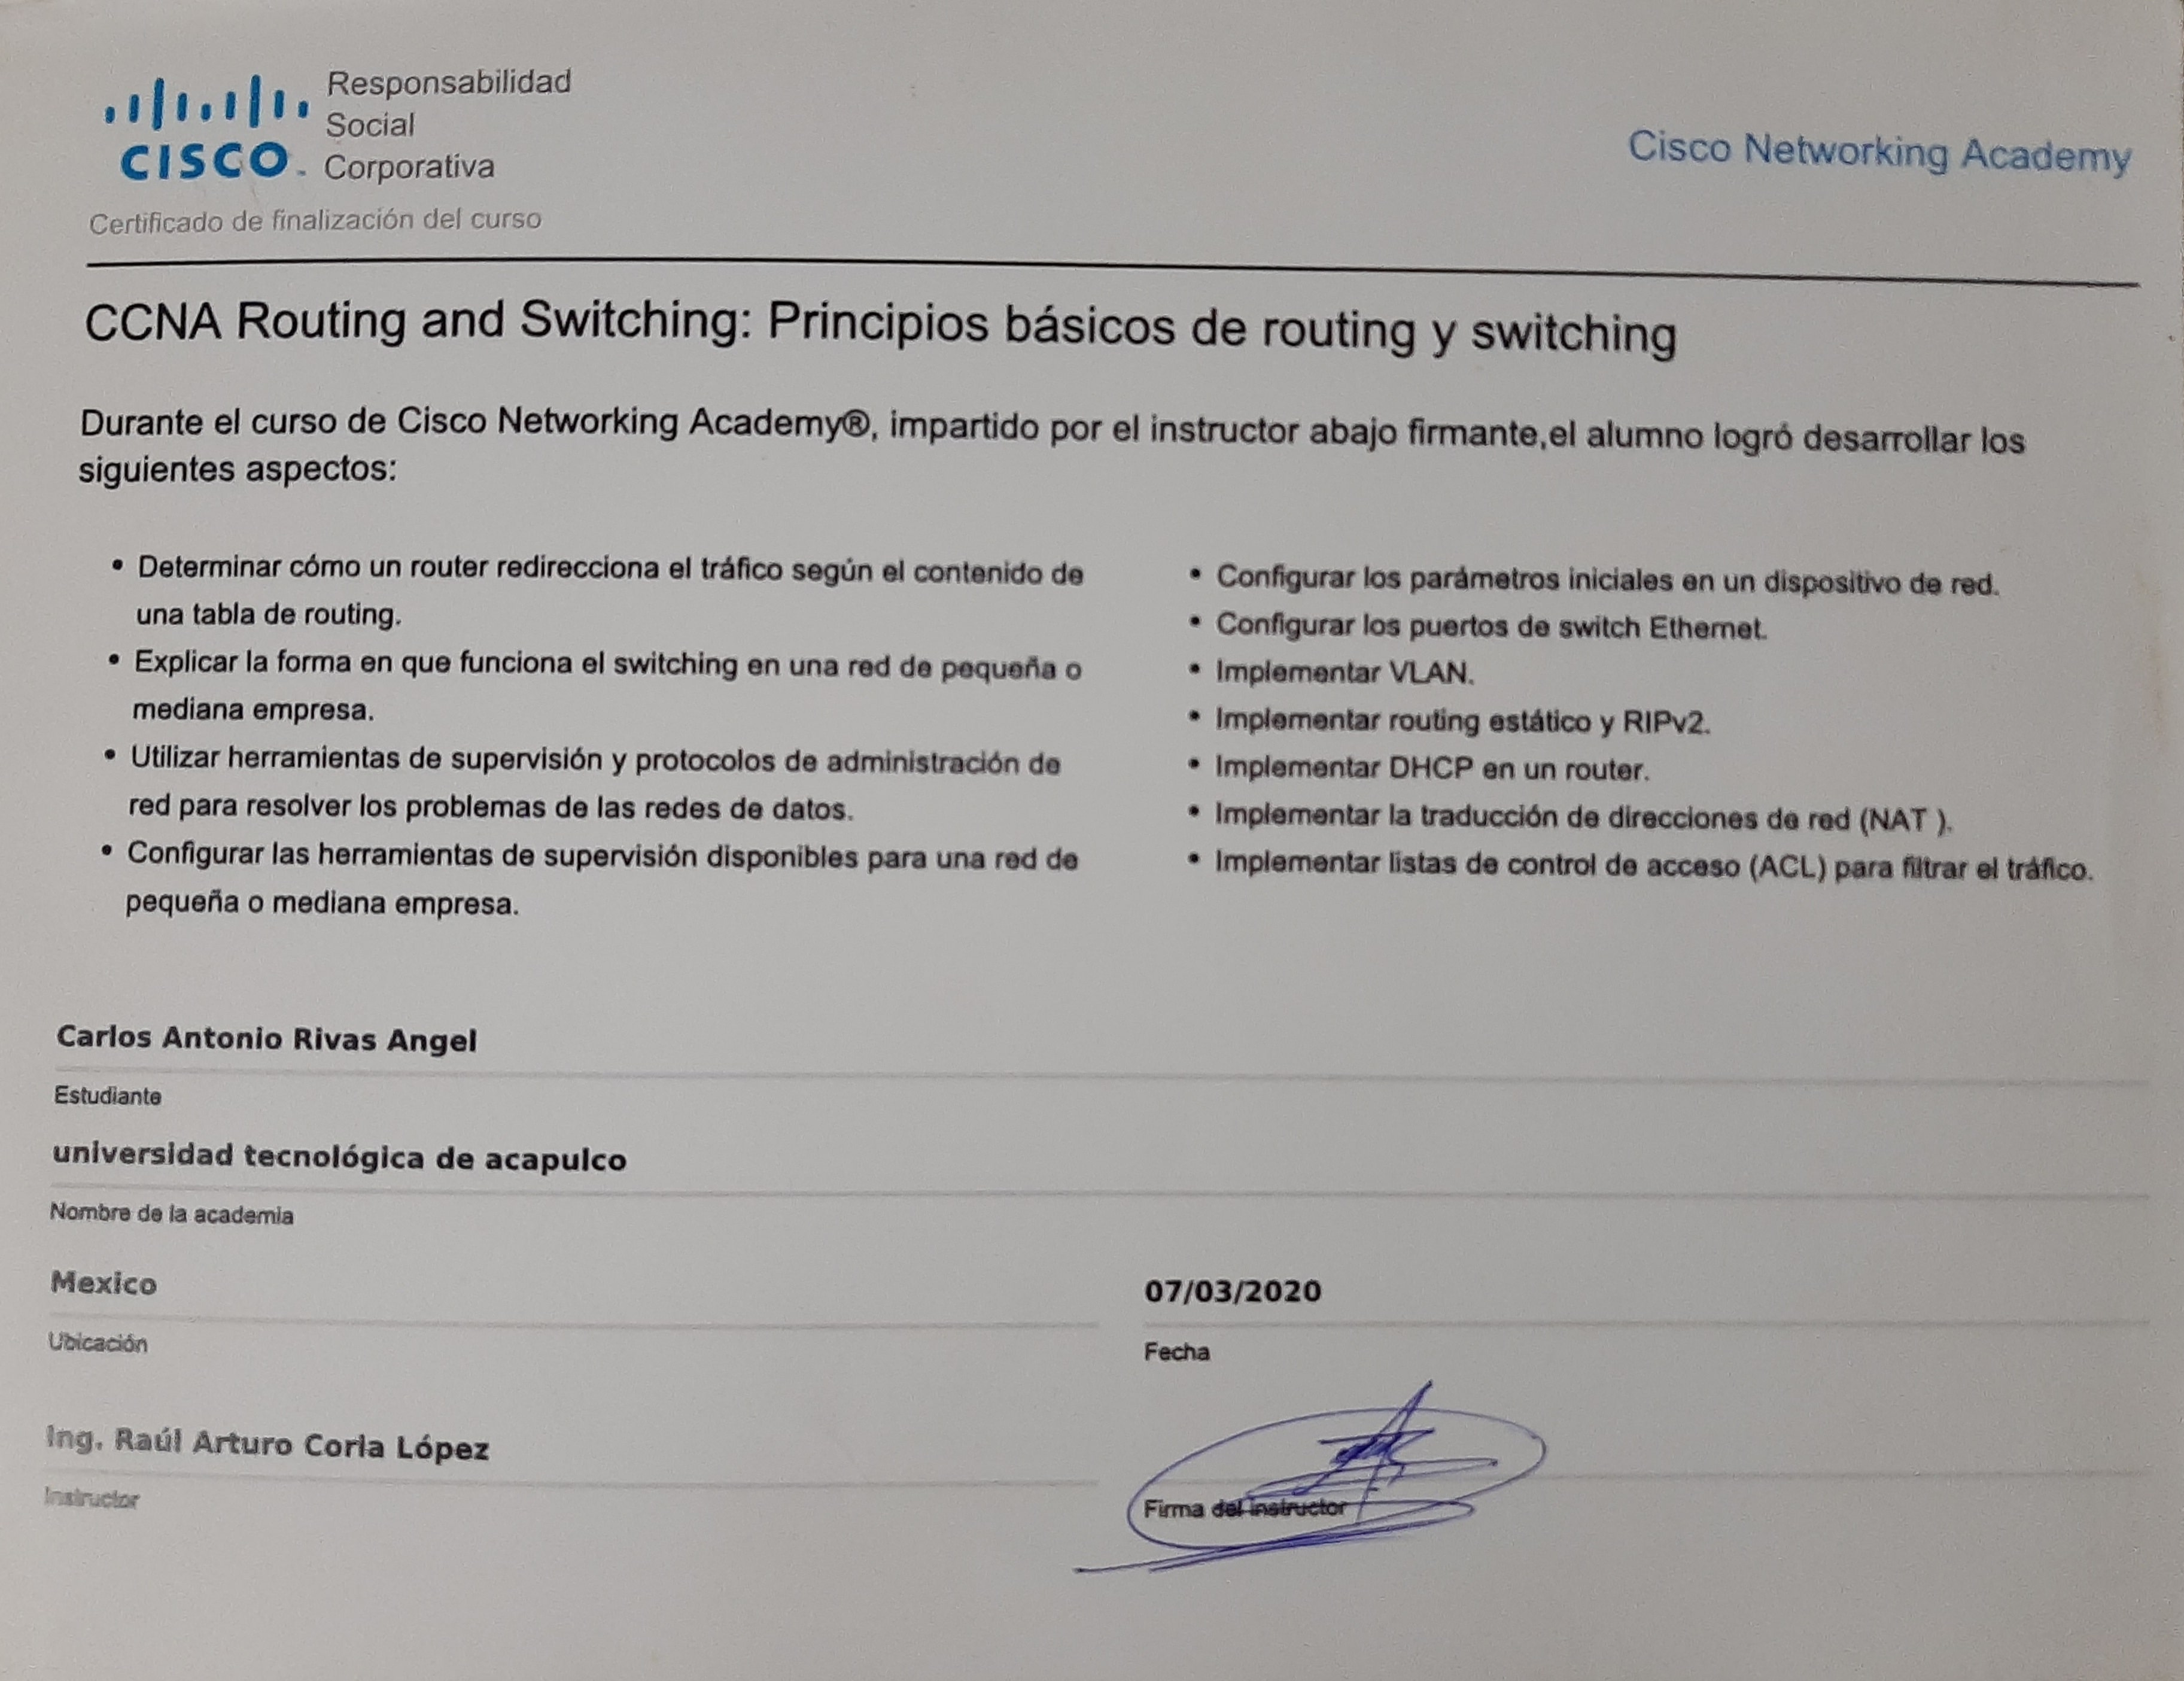 Responsabilidad
Social
Corporativa
CISCO
Certificado de finalización del curso
Cisco Networking Academy
CCNA Routing and Switching: Principios básicos de routing y switching
Durante el curso de Cisco Networking Academy®, impartido por el instructor abajo firmante,el alumno logró desarrollar los
siguientes aspectos:
• Determinar cómo un router redirecciona el tráfico según el contenido de
una tabla de routing.
• Explicar la forma en que funciona el switching en una red de pequeña o
mediana empresa.
• Utilizar herramientas de supervisión y protocolos de administración de
red para resolver los problemas de las redes de datos.
• Configurar las herramientas de supervisión disponibles para una red de
pequeña o mediana empresa.
• Configurar los parámetros iniciales en un dispositivo de red.
• Configurar los puertos de switch Ethernet.
• Implementar VLAN.
• Implementar routing estático y RIPv2.
• Implementar DHCP en un router.
• Implementar la traducción de direcciones de red (NAT ).
• Implementar listas de control de acceso (ACL) para filtrar el tráfico.
Carlos Antonio Rivas Angel
Estudiante
universidad tecnológica de acapulco
Nombre de la academia
Mexico
Ubicación
07/03/2020
Fecha
Ing. Raúl Arturo Coria López
Instructor
Firma del instructor